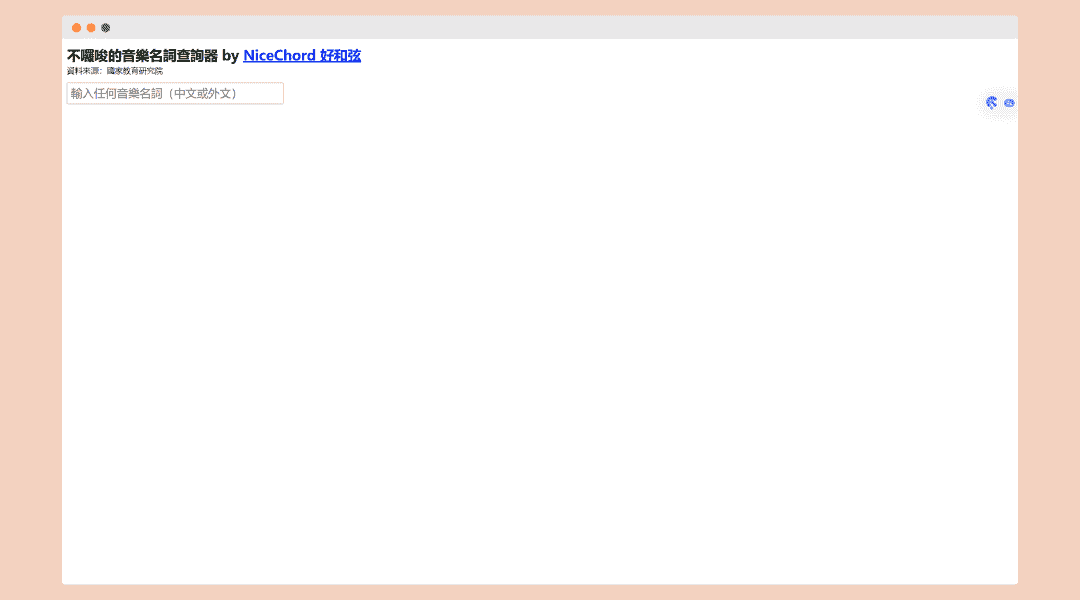 不囉唆的音樂名詞查詢器 by NiceChord 好和弦
資料來源：國家教育研究院
輸入任何音樂名詞（中文或外文）